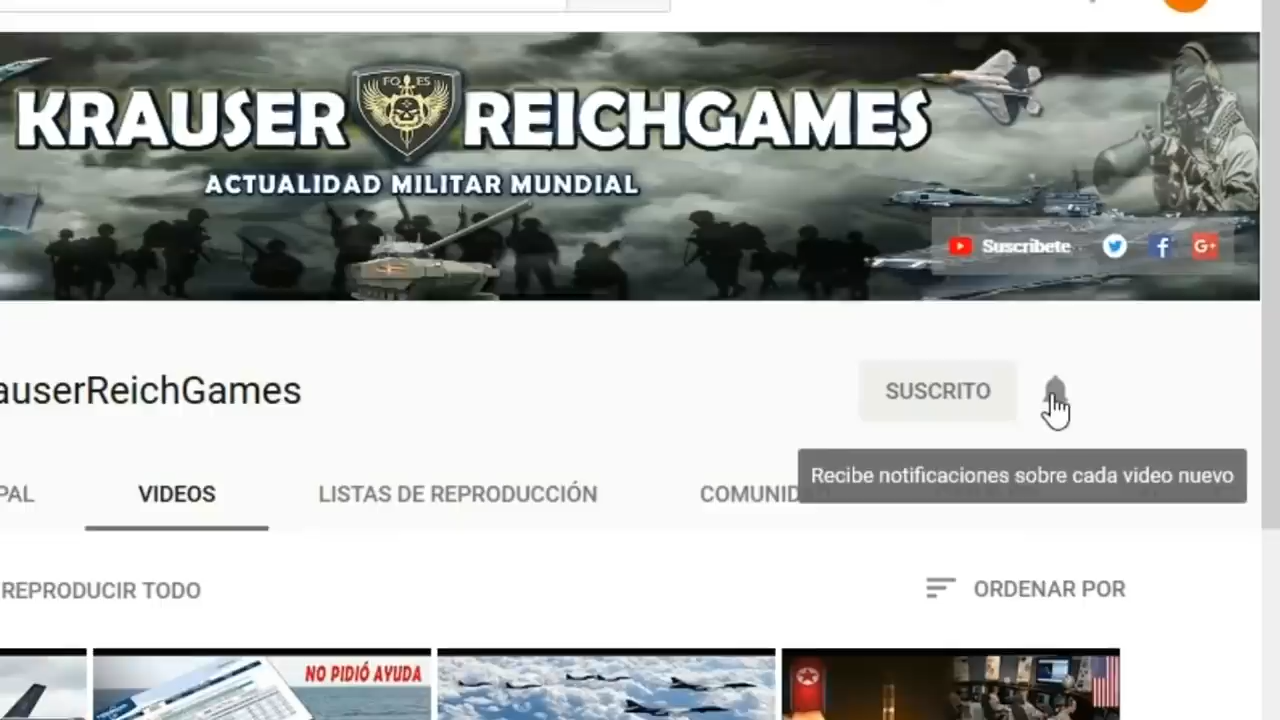 FO ES
KRAUSER REICHGAMES
ACTUALIDAD MILITAR MUNDIAL
Suscribete
G+
auserReichGames
SUSCRITO
Recibe notificaciones sobre cada video nuevo
PAL VIDEOS LISTAS DE REPRODUCCIÓN COMUNID
REPRODUCIR TODO
ORDENAR POR
NO PIDIÓ AYUDA